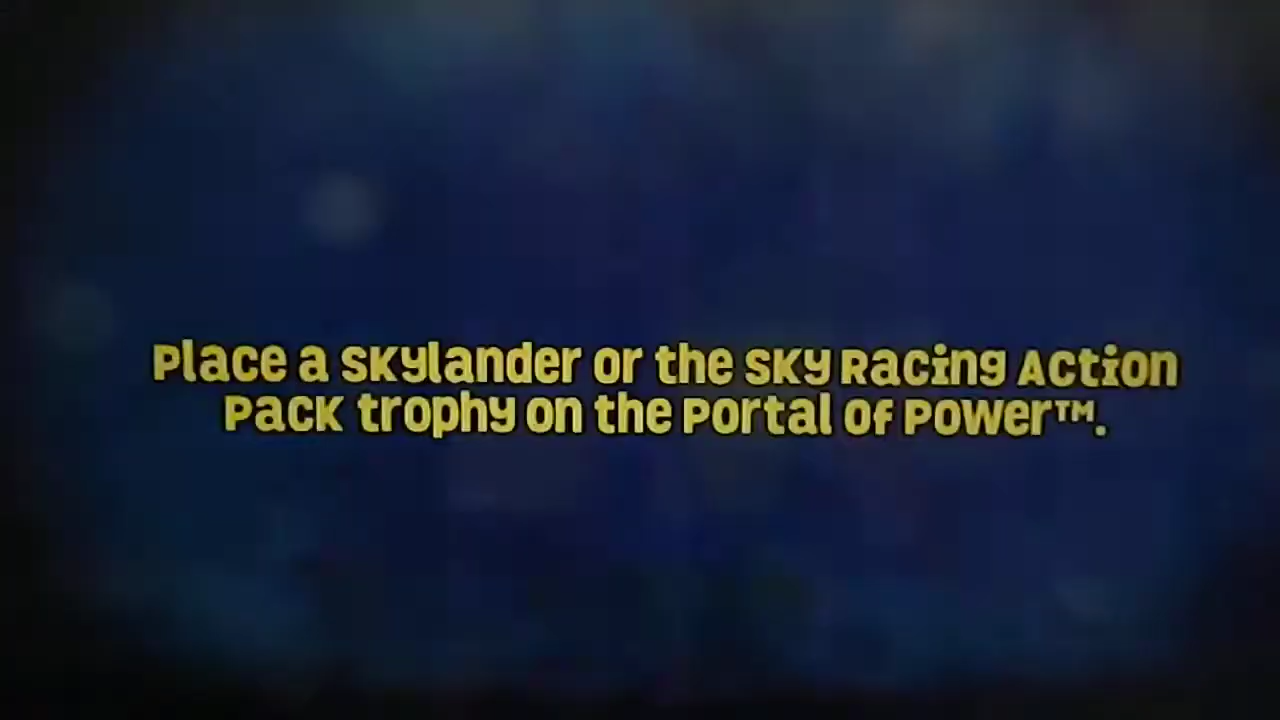 Place a Skylander or the Sky Racing Action
Pack trophy on the Portal of Power™.